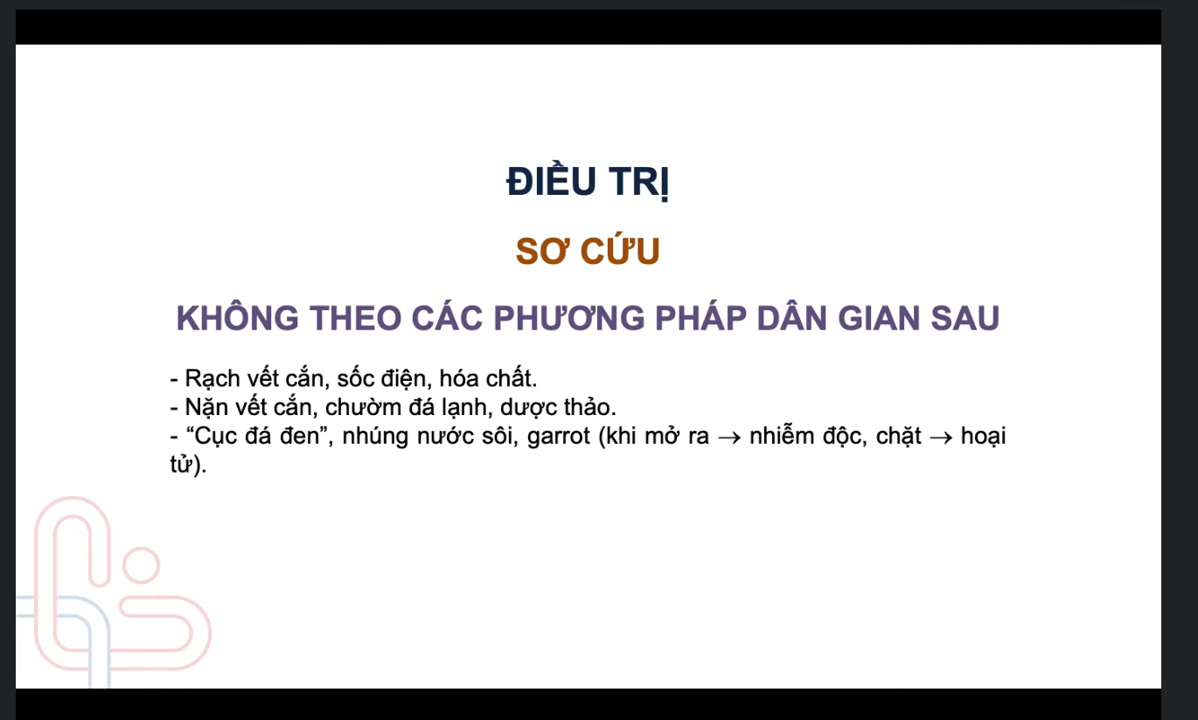 ĐIỀU TRỊ
SƠ CỨU
KHÔNG THEO CÁC PHƯƠNG PHÁP DÂN GIAN SAU
- Rạch vết cắn, sốc điện, hóa chất.
- Nặn vết cắn, chườm đá lạnh, dược thảo.
- “Cục đá đen”, nhúng nước sôi, garrot (khi mở ra → nhiễm độc, chặt → hoại
tử).